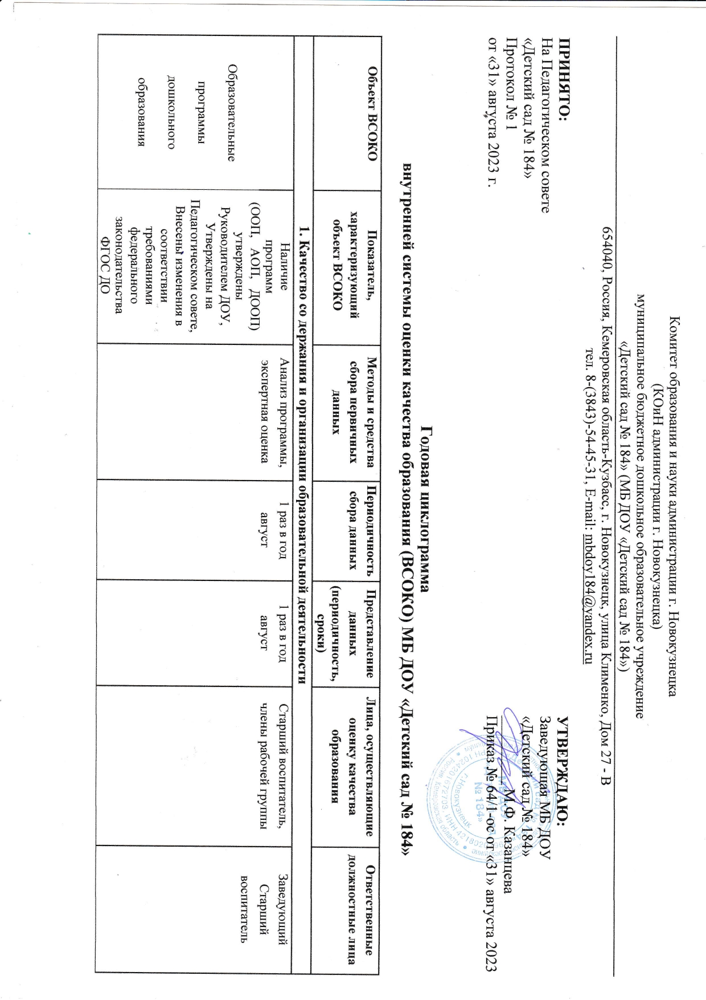 Комитет образования и науки администрации г. Новокузнецка
(КОиН администрации г. Новокузнецка)
муниципальное бюджетное дошкольное образовательное учреждение
«Детский сад № 184» (МБ ДОУ «Детский сад № 184»)
654040, Россия, Кемеровская область-Кузбасс, г. Новокузнецк, улица Клименко, Дом 27 - В
тел. 8-(3843)-54-45-31, E-mail: mbdoy184@yandex.ru
ПРИНЯТО:
На Педагогическом совете
«Детский сад № 184»
Протокол № 1
от «31» августа 2023 г.
УТВЕРЖДАЮ:
Заведующая МБ ДОУ
«Детский сад № 184»
М.Ф. Казанцева
Приказ № 64/1-ос от «31» августа 2023
МБ ДОУ
№ 184»
г. Новокузнецк
Годовая циклограмма
внутренней системы оценки качества образования (ВСОКО) МБ ДОУ «Детский сад № 184»
Объект ВСОКО
Показатель,
характеризующий
объект ВСОКО
Методы и средства
сбора первичных
данных
Периодичность
сбора данных
Представление
данных
(периодичность,
сроки)
Лица, осуществляющие
оценку качества
образования
Ответственные
должностные лица
1. Качество со держания и организации образовательной деятельности
Образовательные
программы
дошкольного
образования
Наличие
программ
(ООП, АОП, ДООП)
утверждены
Руководителем ДОУ,
Утверждены на
Педагогическом совете,
Внесены изменения в
соответствии
требованиями
федерального
законодательства
ФГОС ДО
Анализ программы,
экспертная оценка
1 раз в год
август
1 раз в год
август
Старший воспитатель,
члены рабочей группы
Заведующий
Старший
воспитатель